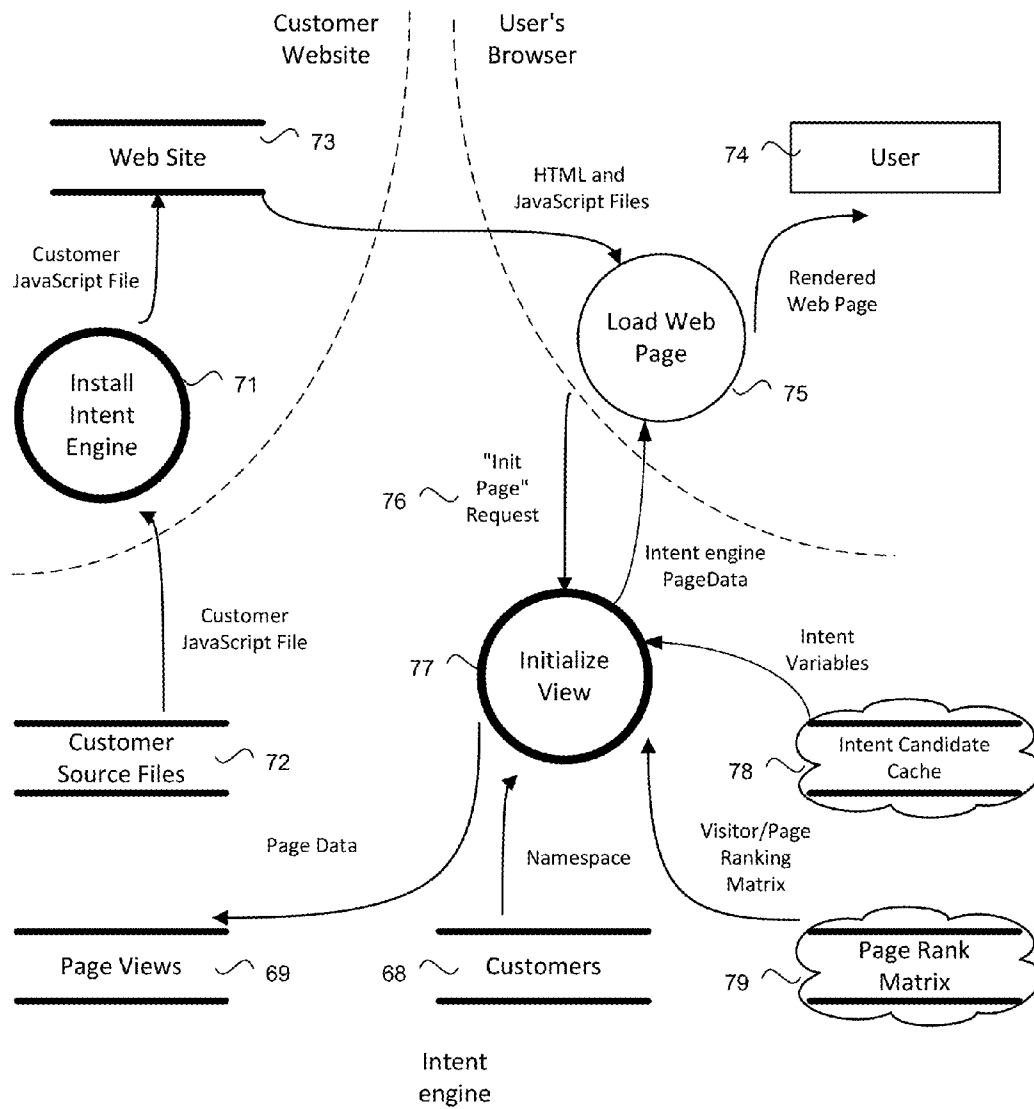 Customer
Website
User's
Browser
Web Site
73
74
User
HTML and
JavaScript Files
Customer
JavaScript File
Rendered
Web Page
Load Web
Page
75
Install
Intent
Engine
71
76
"Init
Page"
Request
Intent engine
PageData
Customer
JavaScript File
77
Initialize
View
Intent
Variables
Customer
Source Files
72
78
Intent Candidate
Cache
Page Data
Namespace
Visitor/Page
Ranking
Matrix
Page Views
69
68
Customers
79
Page Rank
Matrix
Intent
engine